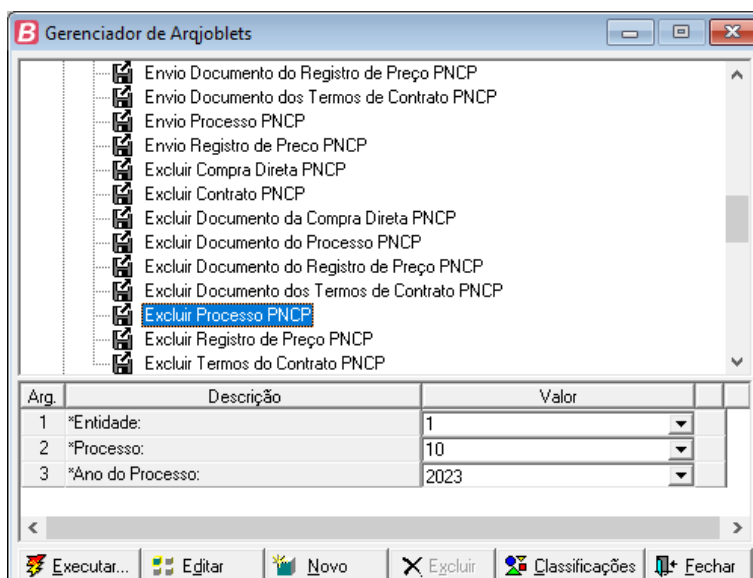 B Gerenciador de Arqjoblets
Envio Documento do Registro de Preço PNCP
Envio Documento dos Termos de Contrato PNCP
Envio Processo PNCP
Envio Registro de Preco PNCP
Excluir Compra Direta PNCP
Excluir Contrato PNCP
Excluir Documento da Compra Direta PNCP
Excluir Documento do Processo PNCP
Excluir Documento do Registro de Preço PNCP
Excluir Documento dos Termos de Contrato PNCP
Excluir Processo PNCP
Excluir Registro de Preço PNCP
Excluir Termos do Contrato PNCP
Arg. Descrição Valor
1 *Entidade: 1
2 *Processo: 10
3 *Ano do Processo: 2023
Executar... Editar Novo Excluir Classificações Fechar